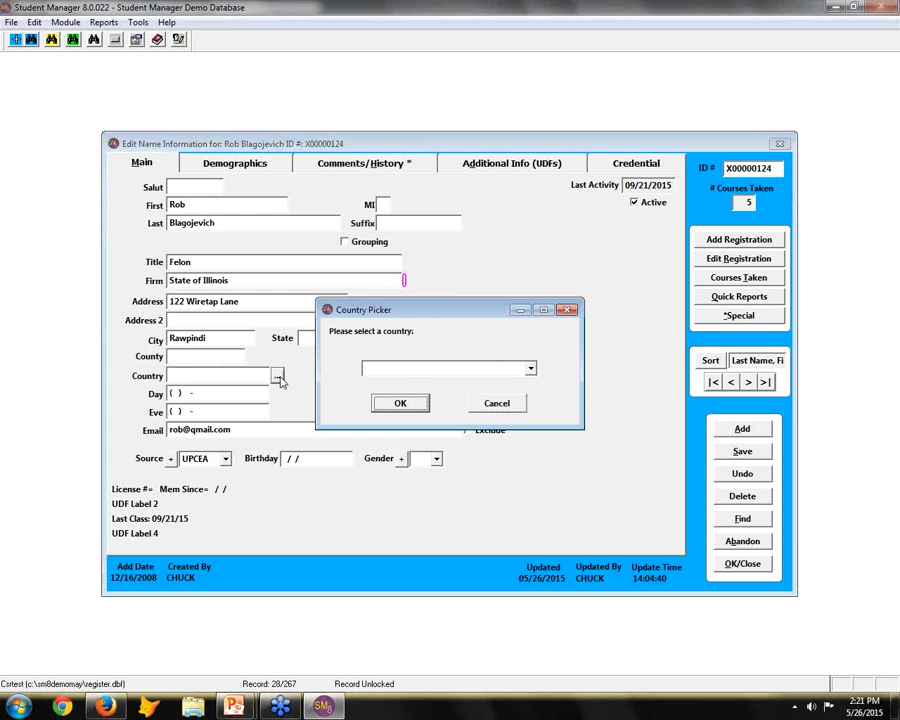 Student Manager 8.0.022 - Student Manager Demo Database
File Edit Module Reports Tools Help
Edit Name Information for: Rob Blagojevich ID #: X00000124
Main Demographics Comments/History * Additional Info (UDFs) Credential
ID # X00000124
# Courses Taken
5
Salut
Last Activity 09/21/2015
First Rob MI
Active
Last Blagojevich Suffix
Grouping
Title Felon
Firm State of Illinois
Address 122 Wiretap Lane
Address 2
City Rawpindi State
County
Country ...
Day ( ) -
Eve ( ) -
Email rob@qmail.com Exclude
Source + UPCEA Birthday / / Gender +
License #= Mem Since= / /
UDF Label 2
Last Class: 09/21/15
UDF Label 4
Add Date Created By Updated Updated By Update Time
12/16/2008 CHUCK 05/26/2015 CHUCK 14:04:40
Country Picker
Please select a country:
OK Cancel
Add Registration
Edit Registration
Courses Taken
Quick Reports
*Special
Sort Last Name, Fi
|< < > >|
Add
Save
Undo
Delete
Find
Abandon
OK/Close
Csrtest (c:\sm8demomay\register.dbf) Record: 28/267 Record Unlocked
SM8
2:21 PM
5/26/2015